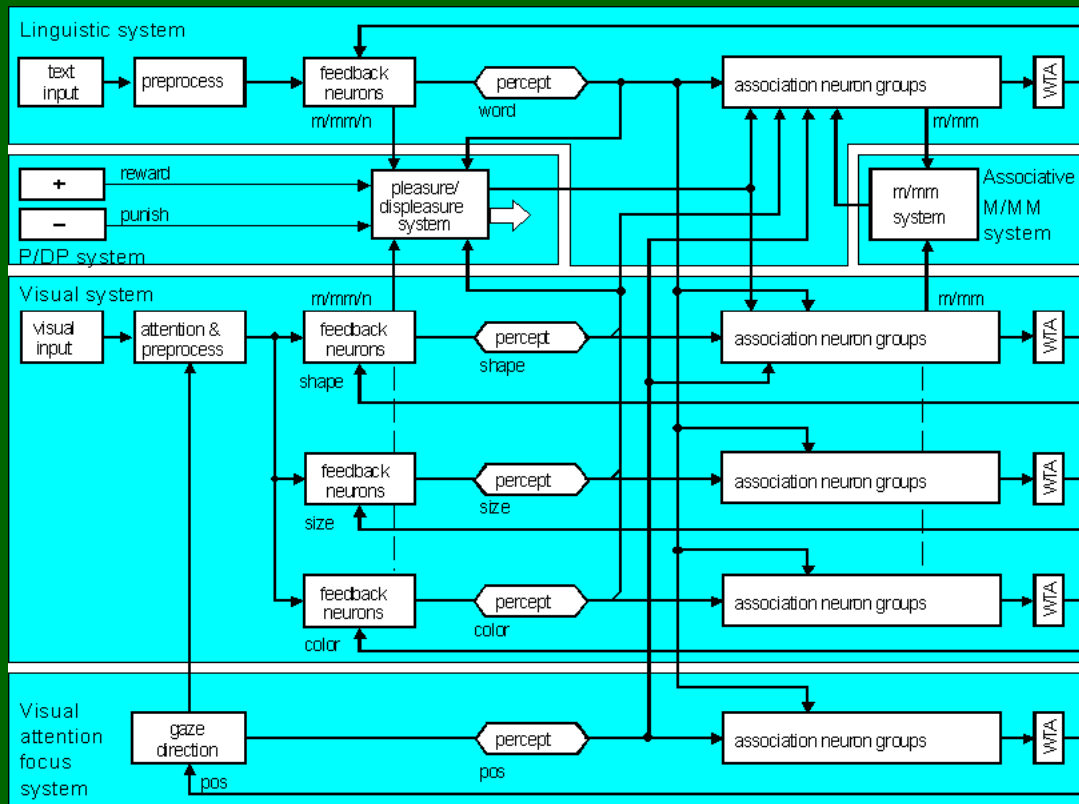 Linguistic system
text
input
preprocess
feedback
neurons
percept
association neuron groups
WTA
word
m/mm/n
m/mm
+
reward
pleasure/
displeasure
system
−
punish
P/DP system
m/mm
system
Associative
M/MM
system
Visual system
m/mm/n
m/mm
visual
input
attention &
preprocess
feedback
neurons
percept
association neuron groups
WTA
shape
shape
feedback
neurons
percept
association neuron groups
WTA
size
size
feedback
neurons
percept
association neuron groups
WTA
color
color
Visual
attention
focus
system
gaze
direction
percept
association neuron groups
WTA
pos
pos